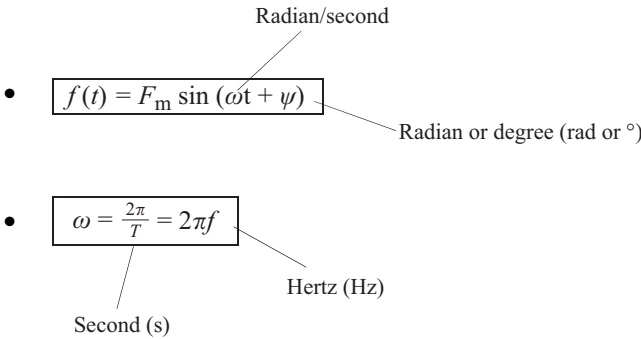 Radian/second
• f(t) = Fm sin (ωt + ψ)
Radian or degree (rad or °)
• ω = 2π/T = 2πf
Hertz (Hz)
Second (s)